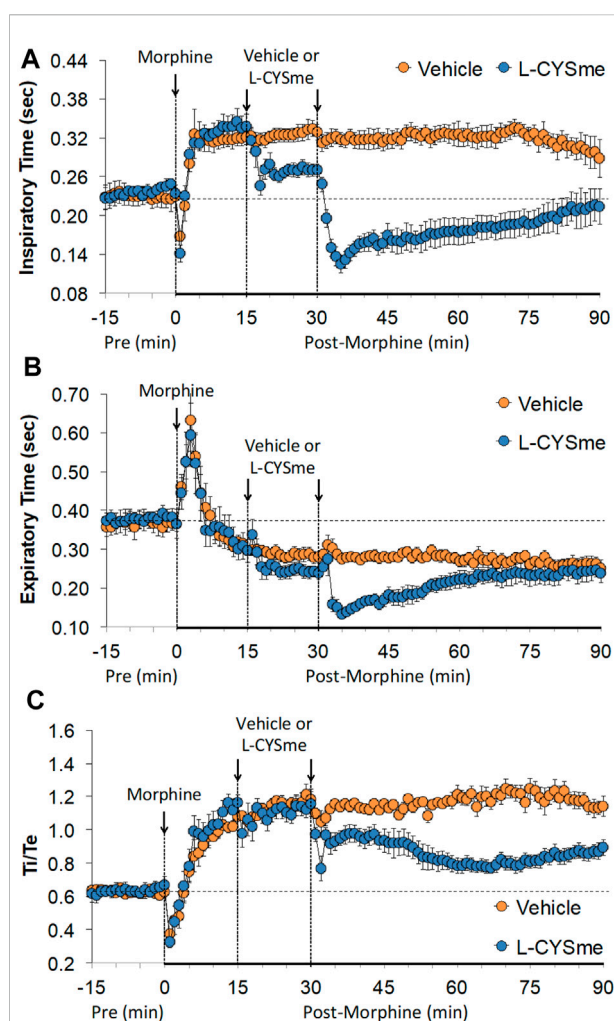 A
Morphine
Vehicle or
L-CYSme
Vehicle
L-CYSme
Inspiratory Time (sec)
0.44
0.38
0.32
0.26
0.20
0.14
0.08
-15 0 15 30 45 60 75 90
Pre (min) Post-Morphine (min)
B
Morphine
Vehicle or
L-CYSme
Vehicle
L-CYSme
Expiratory Time (sec)
0.70
0.60
0.50
0.40
0.30
0.20
0.10
-15 0 15 30 45 60 75 90
Pre (min) Post-Morphine (min)
C
Vehicle or
L-CYSme
Morphine
Vehicle
L-CYSme
Ti/Te
1.6
1.4
1.2
1.0
0.8
0.6
0.4
0.2
-15 0 15 30 45 60 75 90
Pre (min) Post-Morphine (min)